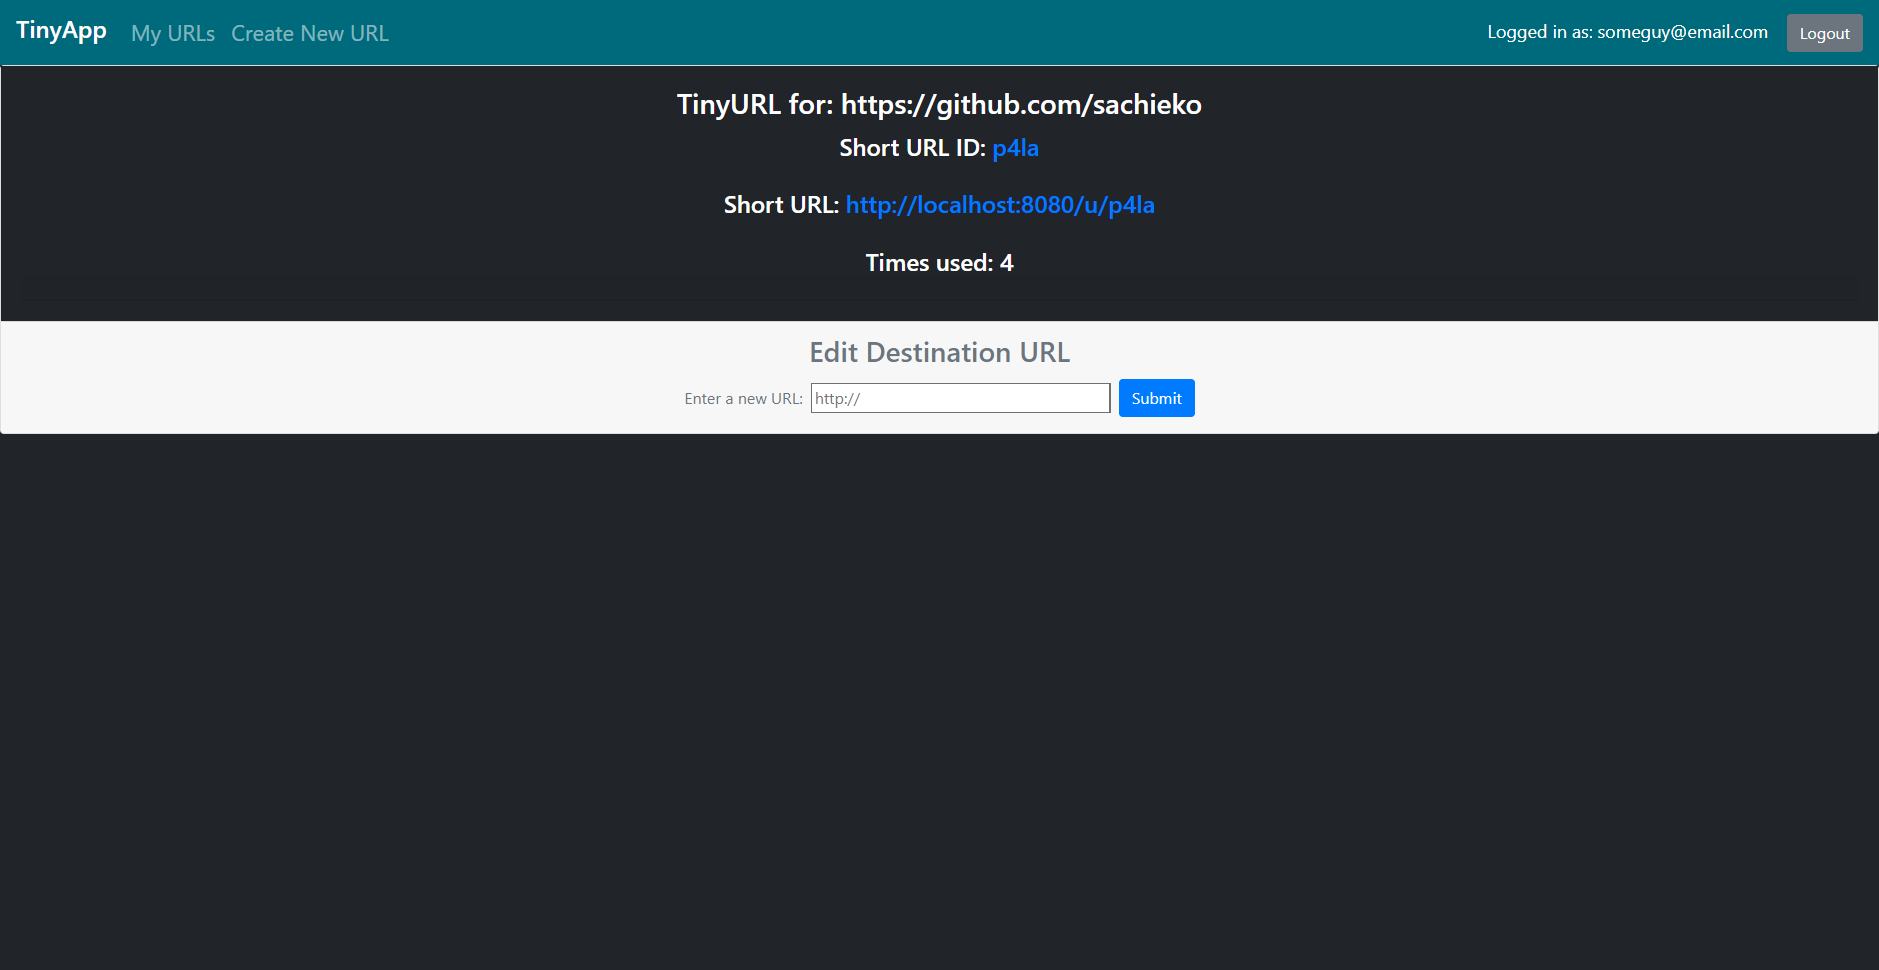 TinyApp My URLs Create New URL Logged in as: someguy@email.com Logout
TinyURL for: https://github.com/sachieko
Short URL ID: p4la
Short URL: http://localhost:8080/u/p4la
Times used: 4
Edit Destination URL
Enter a new URL: http:// Submit